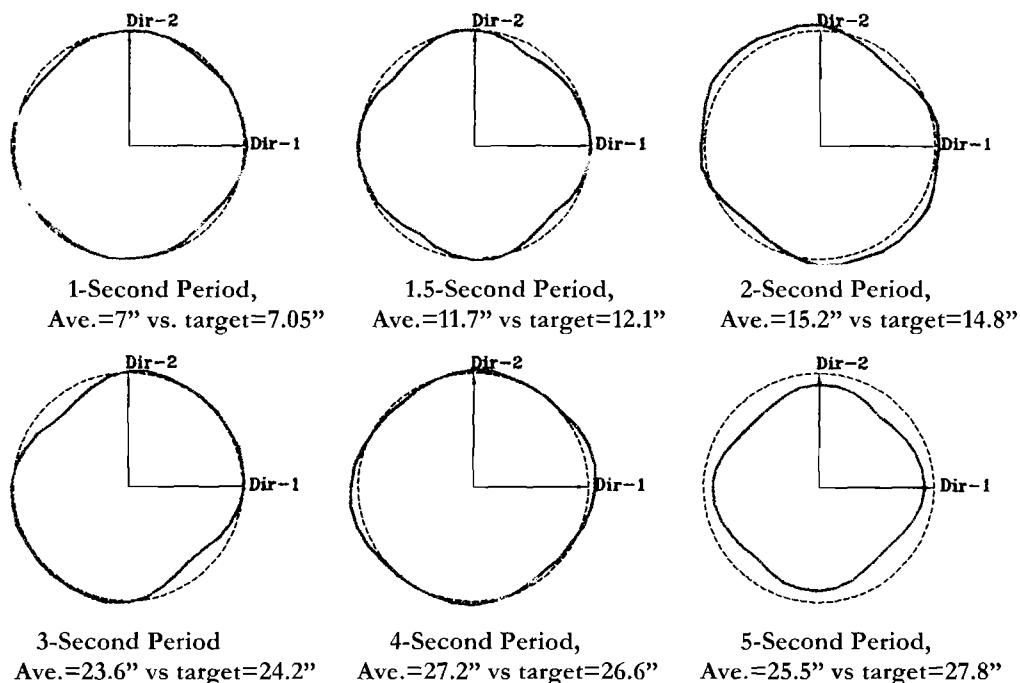 Dir-2
Dir-1
1-Second Period,
Ave.=7” vs. target=7.05”
Dir-2
Dir-1
1.5-Second Period,
Ave.=11.7” vs target=12.1”
Dir-2
Dir-1
2-Second Period,
Ave.=15.2” vs target=14.8”
Dir-2
Dir-1
3-Second Period
Ave.=23.6” vs target=24.2”
Dir-2
Dir-1
4-Second Period,
Ave.=27.2” vs target=26.6”
Dir-2
Dir-1
5-Second Period,
Ave.=25.5” vs target=27.8”